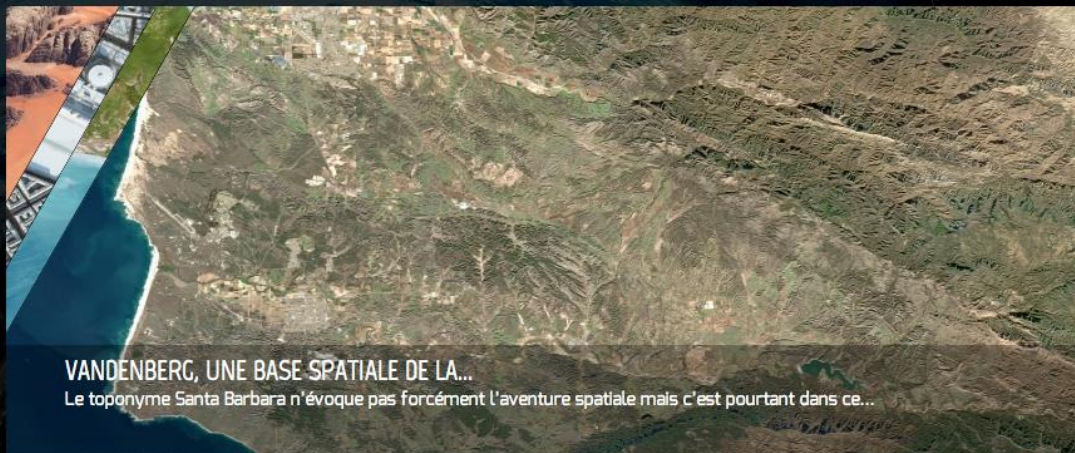 VANDENBERG, UNE BASE SPATIALE DE LA...
Le toponyme Santa Barbara n'évoque pas forcément l'aventure spatiale mais c'est pourtant dans ce...